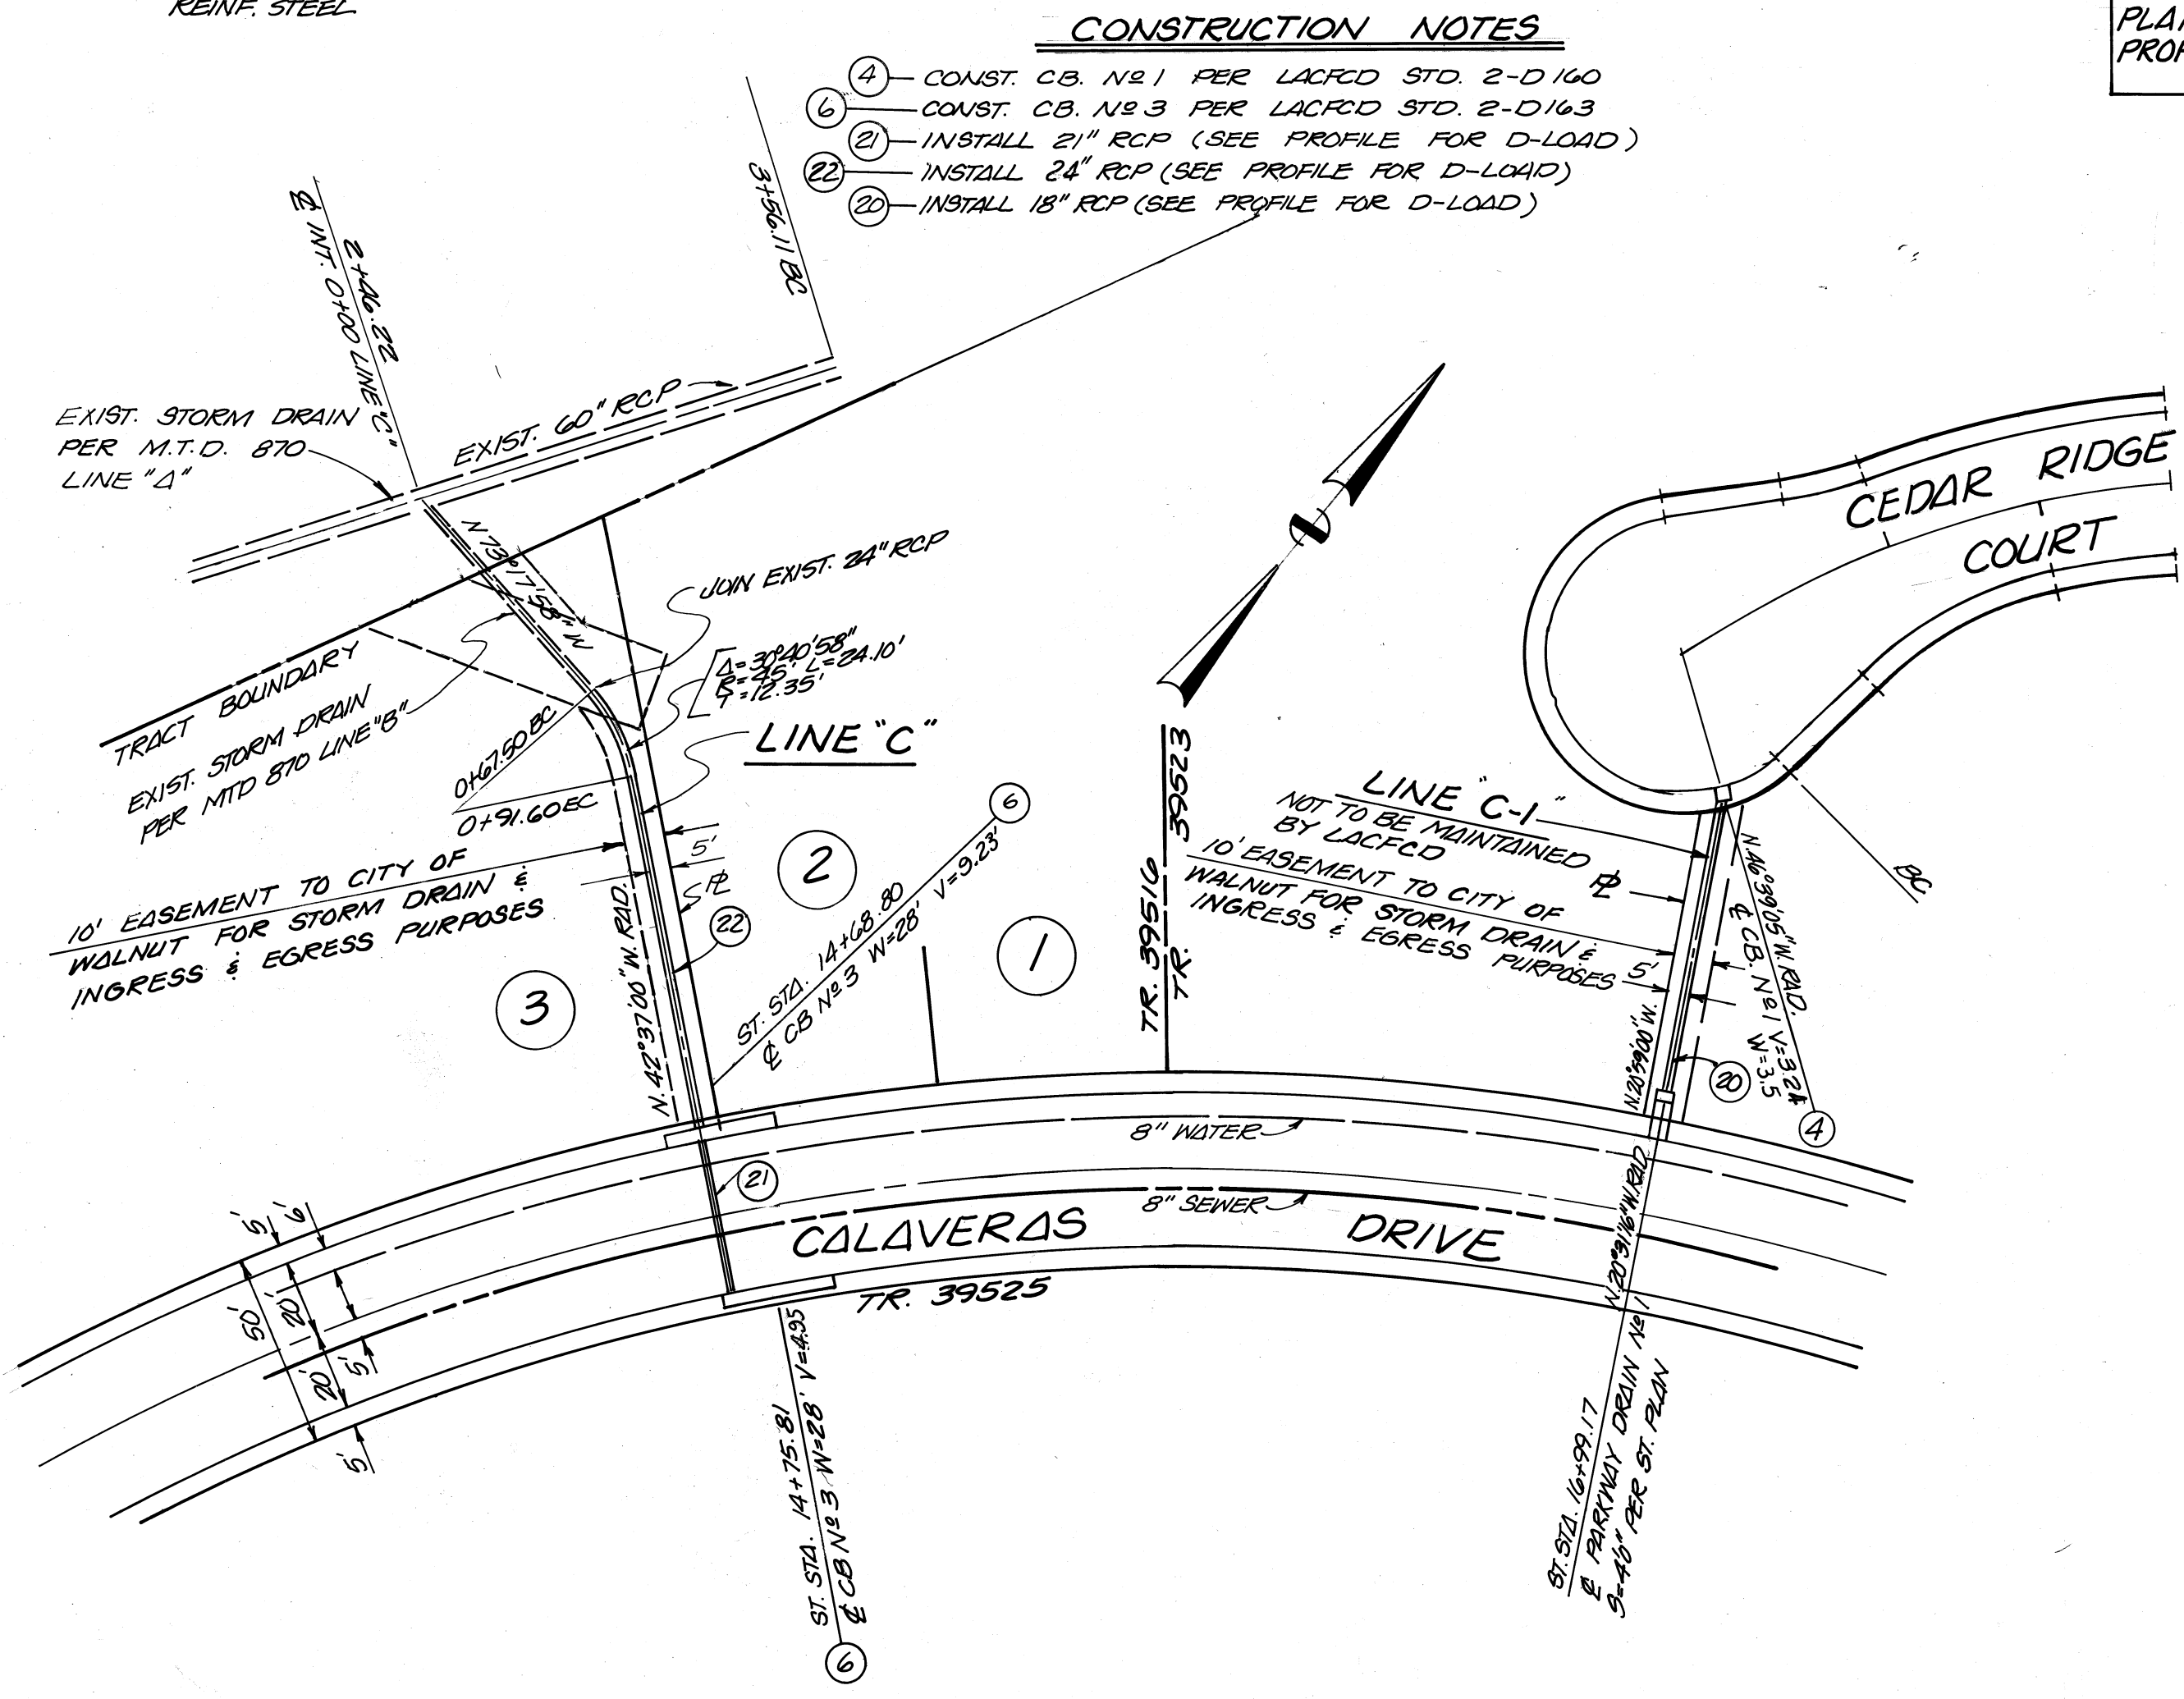 REINF. STEEL
CONSTRUCTION NOTES
4 CONST. CB. Nº 1 PER LACFCD STD. 2-D 160
6 CONST. CB. Nº 3 PER LACFCD STD. 2-D163
21 INSTALL 21" RCP (SEE PROFILE FOR D-LOAD)
22 INSTALL 24" RCP (SEE PROFILE FOR D-LOAD)
20 INSTALL 18" RCP (SEE PROFILE FOR D-LOAD)
2+46.22
℄ INT. 0+00 LINE "C"
3+56.11 BC
EXIST. STORM DRAIN
PER M.T.D. 870
LINE "A"
EXIST. 60" RCP
N 73°17'58" W
JOIN EXIST. 24" RCP
Δ=30°40'58"
R=45' L=24.10'
T=12.35'
LINE "C"
TRACT BOUNDARY
EXIST. STORM DRAIN
PER MTD 870 LINE "B"
0+67.50 BC
0+91.60 EC
10' EASEMENT TO CITY OF
WALNUT FOR STORM DRAIN &
INGRESS & EGRESS PURPOSES
5'
PL
22
2
3
1
N. 42°37'00" W. RAD.
ST. STA. 14+68.80
℄ CB Nº 3 W=28' V=9.23'
6
TR. 39516
TR. 39523
CEDAR RIDGE
COURT
LINE "C-1"
NOT TO BE MAINTAINED
BY LACFCD
PL
10' EASEMENT TO CITY OF
WALNUT FOR STORM DRAIN &
INGRESS & EGRESS PURPOSES
5'
BC
N. 46°39'05" W. RAD.
℄ CB. Nº 1 V=3.24
W=3.5
4
20
N. 20°59'00" W.
8" WATER
8" SEWER
21
CALAVERAS DRIVE
TR. 39525
5'
6'
50'
20'
20'
5'
5'
ST. STA. 14+75.81
℄ CB Nº 3 W=28' V=4.95
6
N. 20°31'16" W. RAD
ST. STA. 16+99.17
℄ PARKWAY DRAIN Nº 1
PER ST. PLAN